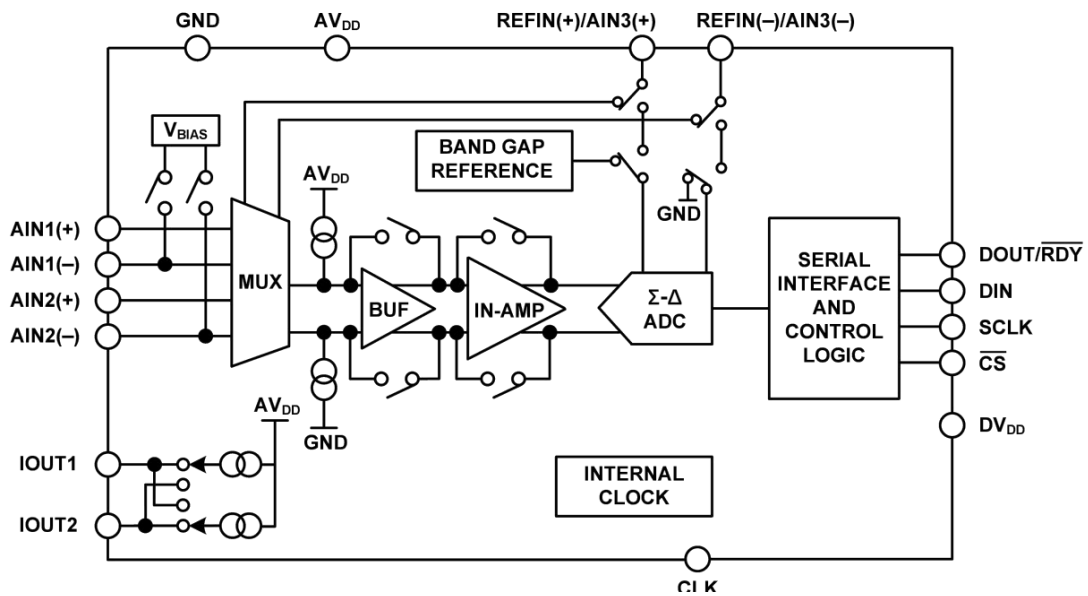 GND
AVDD
REFIN(+)/AIN3(+)
REFIN(–)/AIN3(–)
VBIAS
BAND GAP
REFERENCE
AVDD
GND
AIN1(+)
AIN1(–)
AIN2(+)
AIN2(–)
MUX
BUF
IN-AMP
Σ-Δ
ADC
SERIAL
INTERFACE
AND
CONTROL
LOGIC
DOUT/RDY
DIN
SCLK
CS
DVDD
GND
AVDD
IOUT1
IOUT2
INTERNAL
CLOCK
CLK